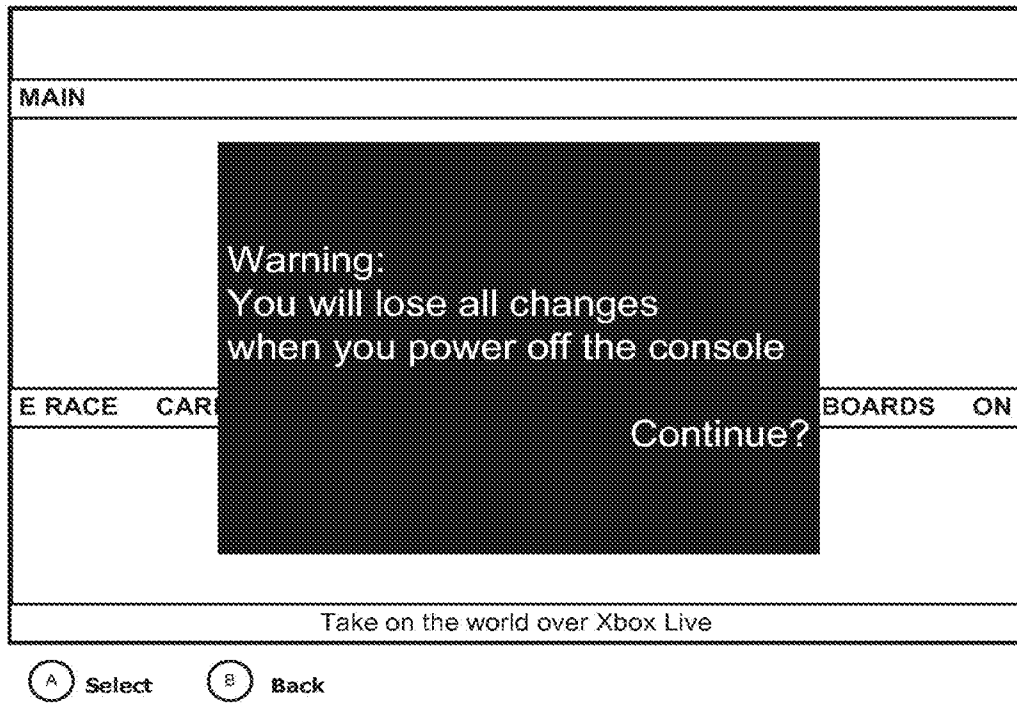 MAIN
Warning:
You will lose all changes
when you power off the console
E RACE CAR BOARDS ON
Continue?
Take on the world over Xbox Live
A Select B Back